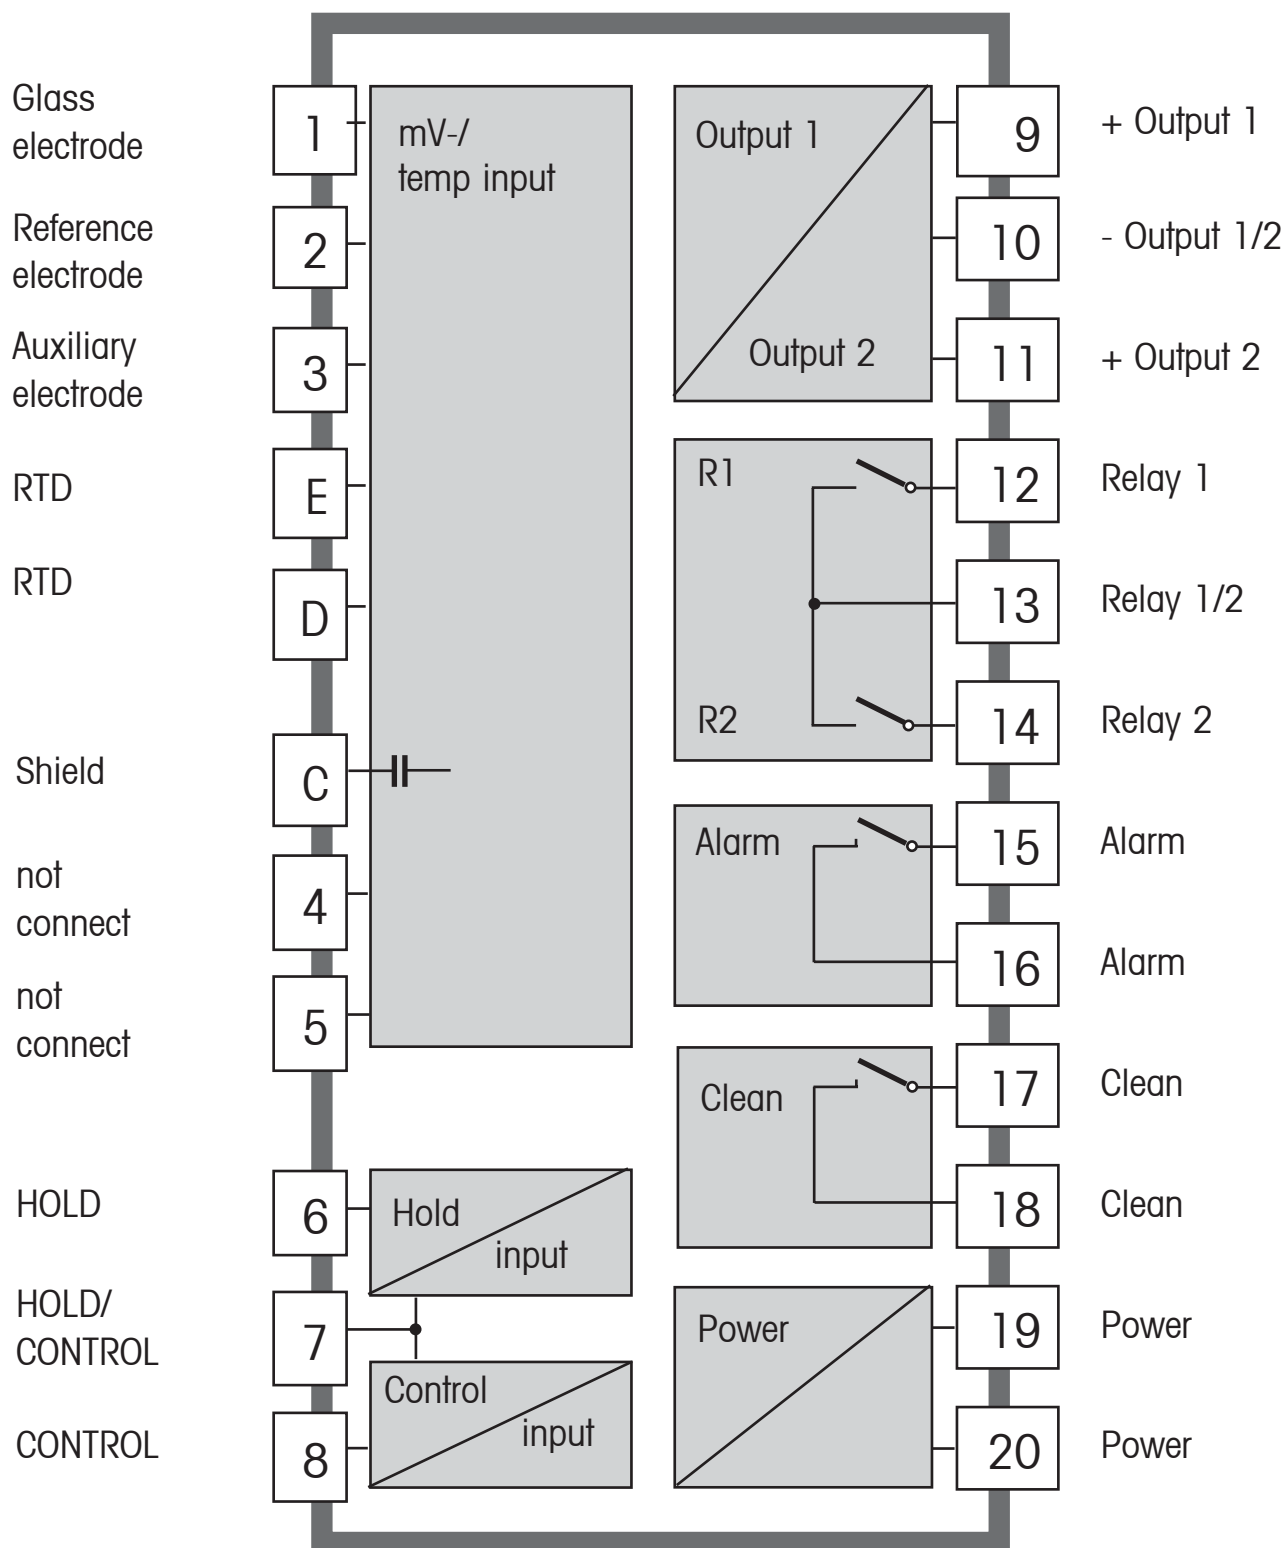 Glass
electrode
1
Reference
electrode
2
Auxiliary
electrode
3
RTD
E
RTD
D
Shield
C
not
connect
4
not
connect
5
HOLD
6
HOLD/
CONTROL
7
CONTROL
8
mV-/
temp input
Hold
input
Control
input
Output 1
Output 2
R1
R2
Alarm
Clean
Power
9
+ Output 1
10
- Output 1/2
11
+ Output 2
12
Relay 1
13
Relay 1/2
14
Relay 2
15
Alarm
16
Alarm
17
Clean
18
Clean
19
Power
20
Power